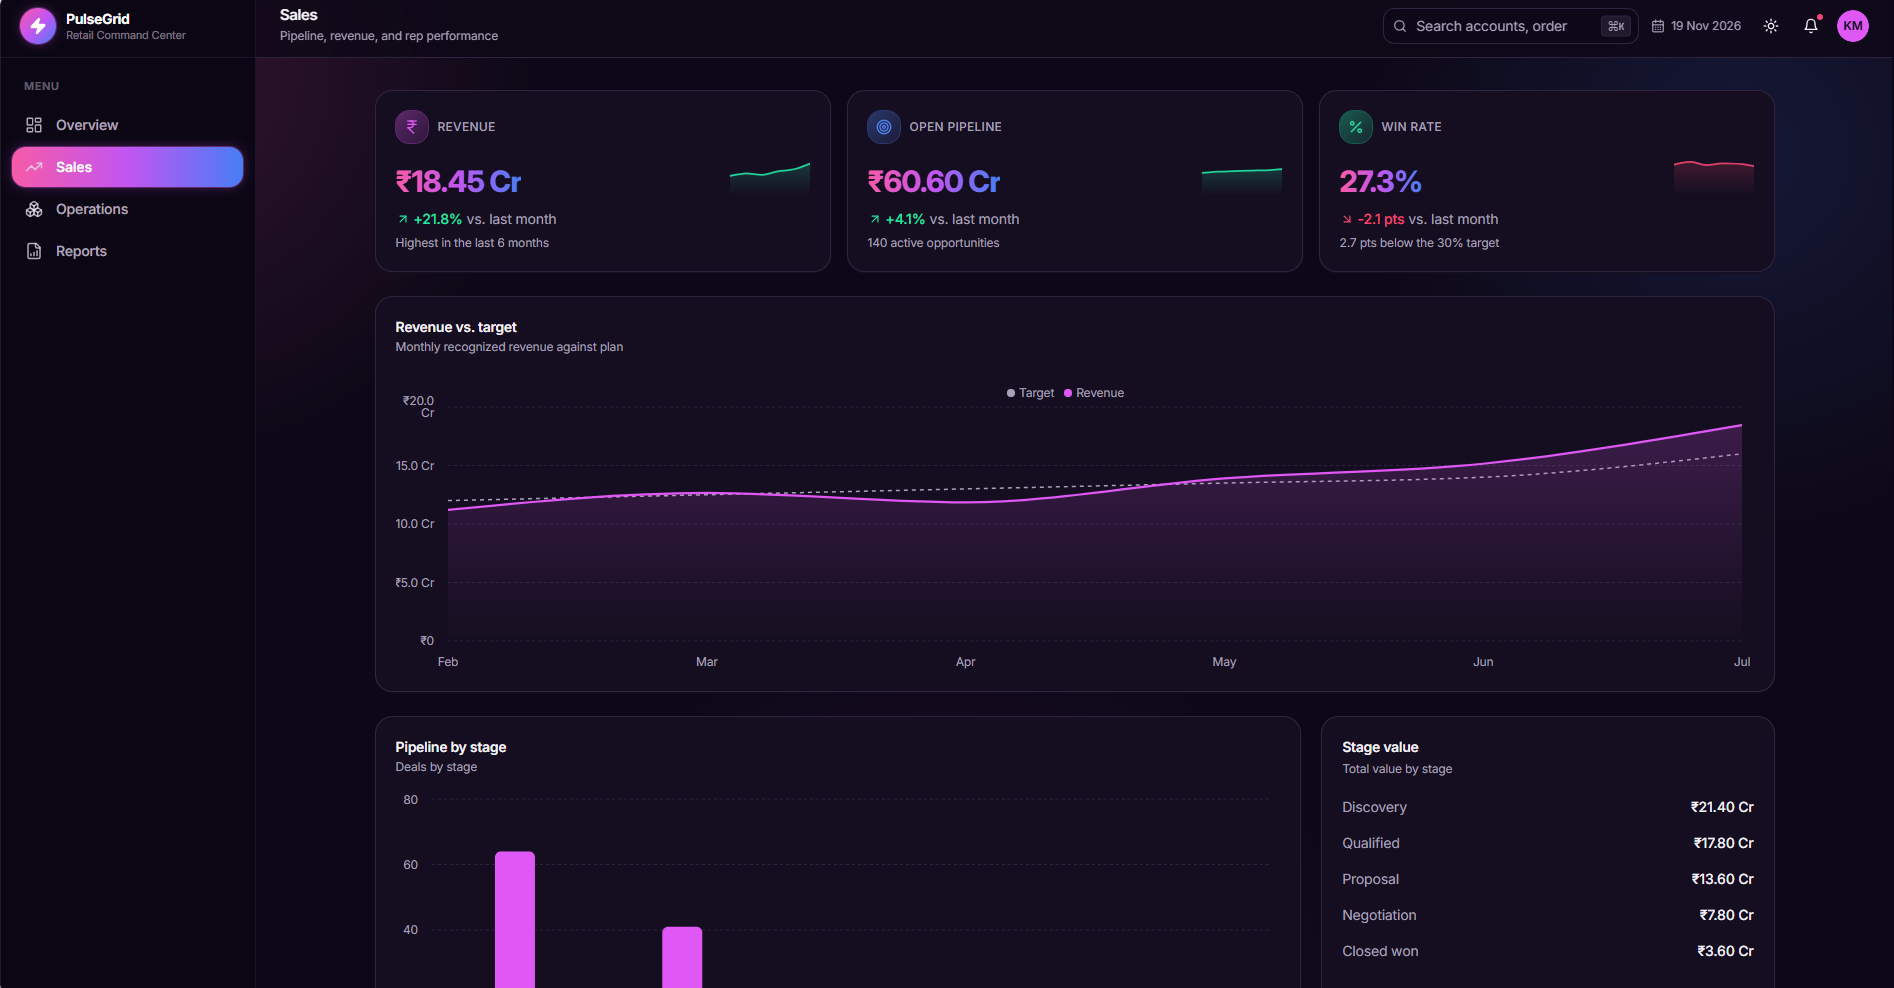 PulseGrid
Retail Command Center
MENU
Overview
Sales
Operations
Reports
Sales
Pipeline, revenue, and rep performance
Search accounts, order
⌘K
19 Nov 2026
KM
₹ REVENUE
₹18.45 Cr
+21.8% vs. last month
Highest in the last 6 months
OPEN PIPELINE
₹60.60 Cr
+4.1% vs. last month
140 active opportunities
% WIN RATE
27.3%
-2.1 pts vs. last month
2.7 pts below the 30% target
Revenue vs. target
Monthly recognized revenue against plan
Target Revenue
₹20.0
Cr
15.0 Cr
10.0 Cr
₹5.0 Cr
₹0
Feb Mar Apr May Jun Jul
Pipeline by stage
Deals by stage
80
60
40
Stage value
Total value by stage
Discovery ₹21.40 Cr
Qualified ₹17.80 Cr
Proposal ₹13.60 Cr
Negotiation ₹7.80 Cr
Closed won ₹3.60 Cr